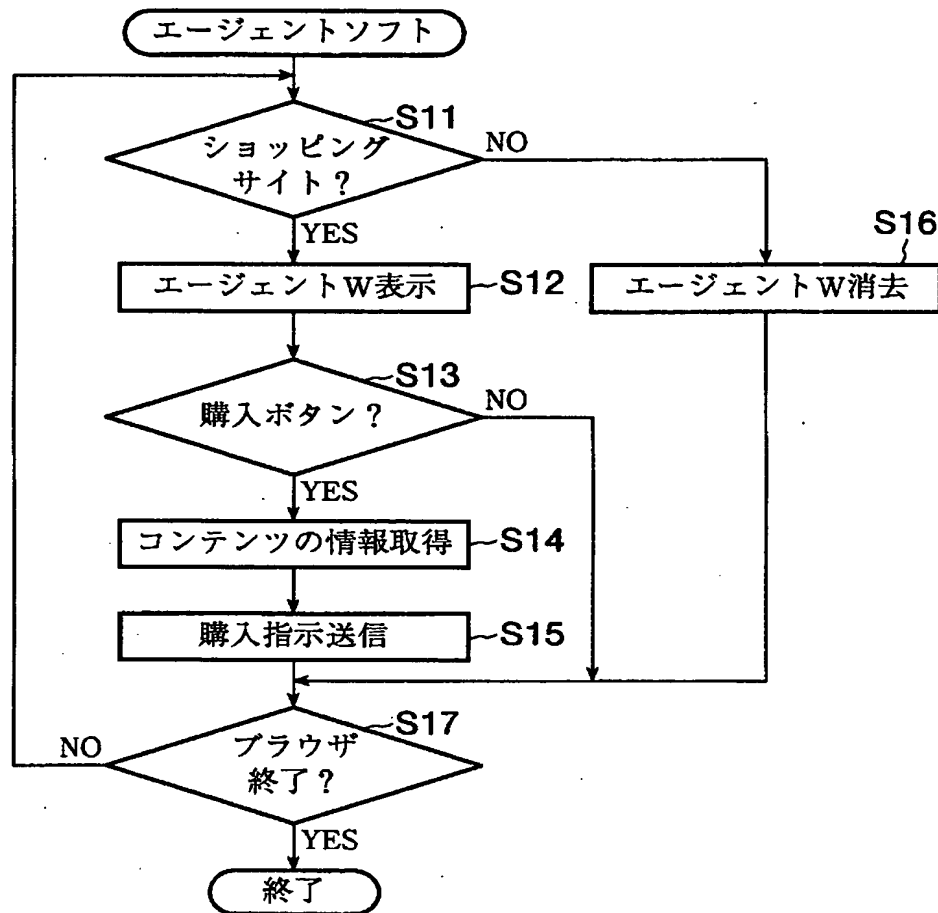 エージェントソフト
S11
ショッピング
サイト?
NO
YES
S16
エージェントW表示
S12
エージェントW消去
S13
購入ボタン?
NO
YES
コンテンツの情報取得
S14
購入指示送信
S15
S17
ブラウザ
終了?
NO
YES
終了